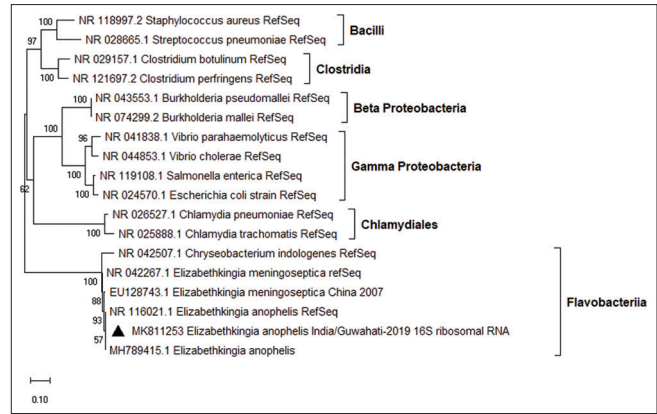 100
NR 118997.2 Staphylococcus aureus RefSeq
Bacilli
97
NR 028665.1 Streptococcus pneumoniae RefSeq
NR 029157.1 Clostridium botulinum RefSeq
Clostridia
100
NR 121697.2 Clostridium perfringens RefSeq
100
NR 043553.1 Burkholderia pseudomallei RefSeq
Beta Proteobacteria
NR 074299.2 Burkholderia mallei RefSeq
100
96
NR 041838.1 Vibrio parahaemolyticus RefSeq
NR 044853.1 Vibrio cholerae RefSeq
Gamma Proteobacteria
100
NR 119108.1 Salmonella enterica RefSeq
62
100
NR 024570.1 Escherichia coli strain RefSeq
NR 026527.1 Chlamydia pneumoniae RefSeq
Chlamydiales
100
NR 025888.1 Chlamydia trachomatis RefSeq
NR 042507.1 Chryseobacterium indologenes RefSeq
100
NR 042267.1 Elizabethkingia meningoseptica refSeq
88
EU128743.1 Elizabethkingia meningoseptica China 2007
Flavobacteriia
93
NR 116021.1 Elizabethkingia anophelis RefSeq
MK811253 Elizabethkingia anophelis India/Guwahati-2019 16S ribosomal RNA
57
MH789415.1 Elizabethkingia anophelis
0.10